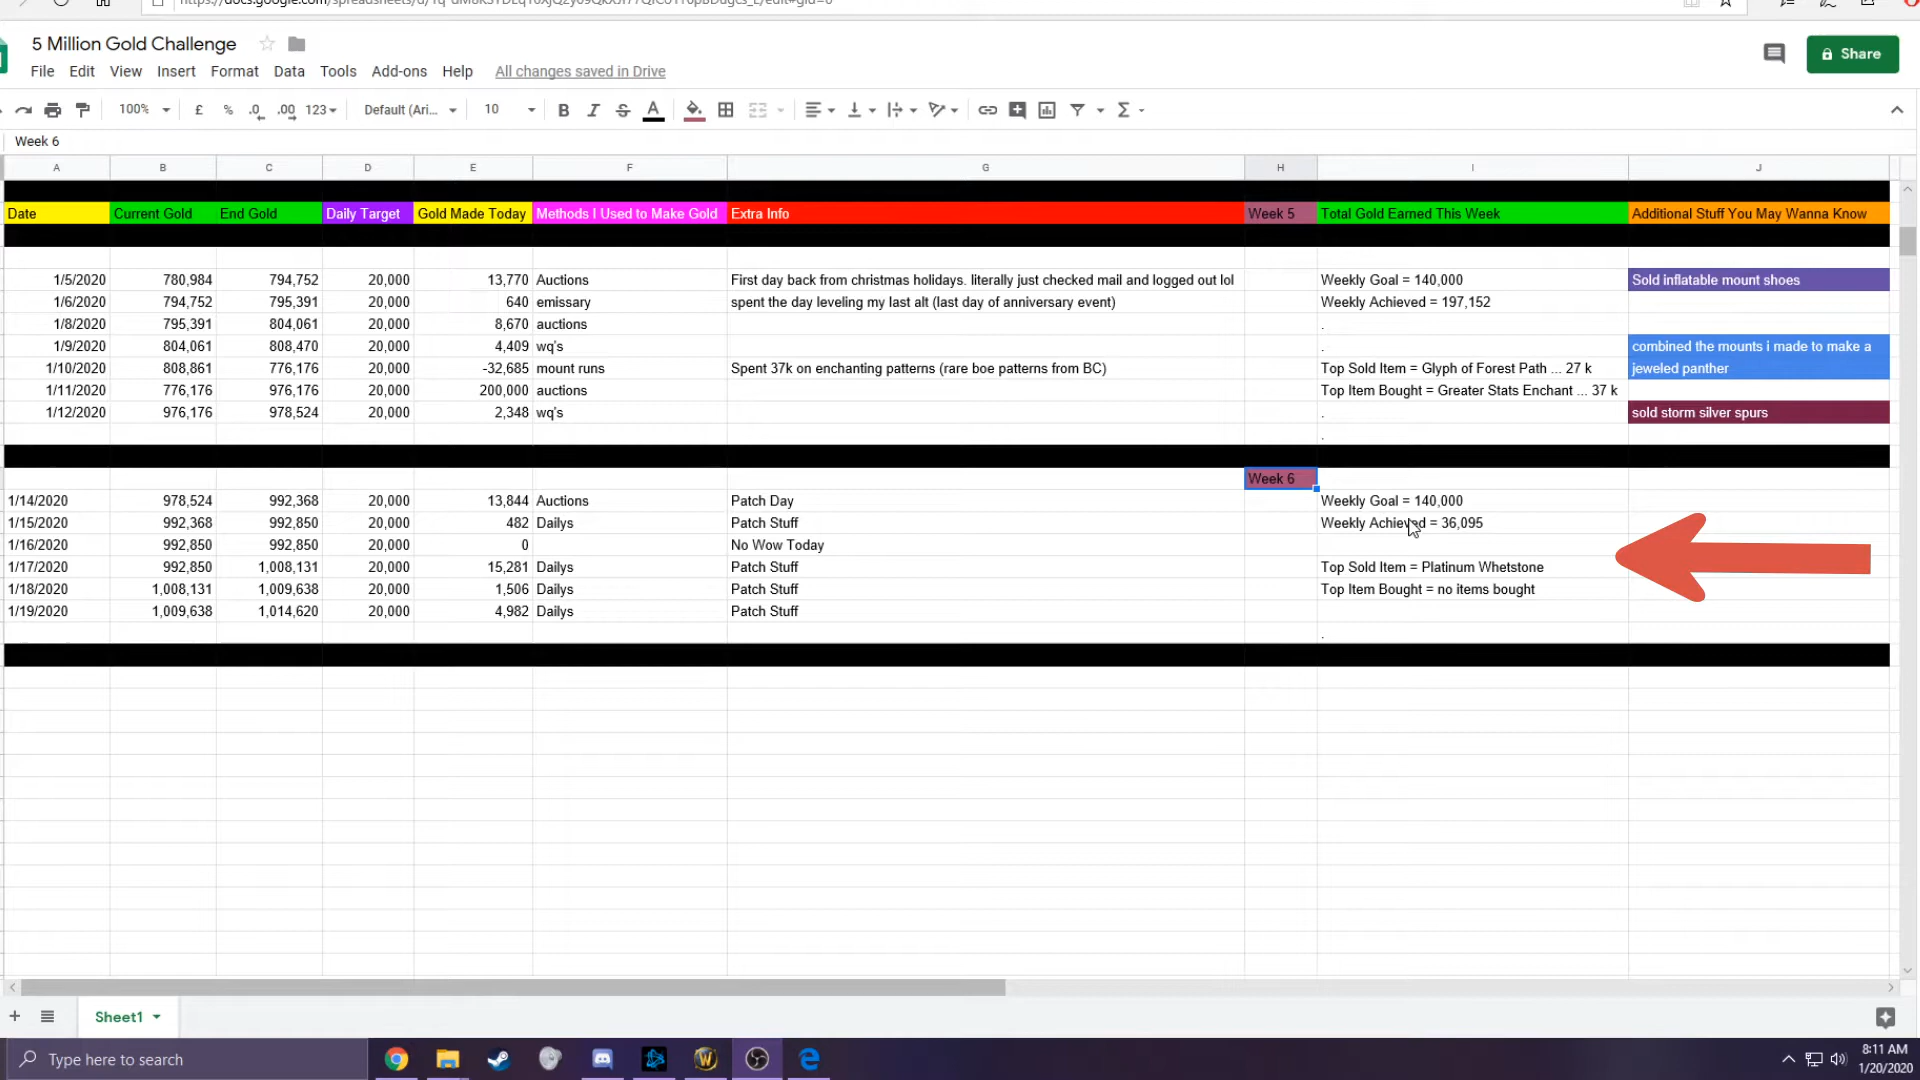 5 Million Gold Challenge
Share
File Edit View Insert Format Data Tools Add-ons Help All changes saved in Drive
100% £ % .0 .00 123 Default (Ari... 10 B I S A
Week 6
A B C D E F G H I J
Date Current Gold End Gold Daily Target Gold Made Today Methods I Used to Make Gold Extra Info Week 5 Total Gold Earned This Week Additional Stuff You May Wanna Know
1/5/2020 780,984 794,752 20,000 13,770 Auctions First day back from christmas holidays. literally just checked mail and logged out lol Weekly Goal = 140,000 Sold inflatable mount shoes
1/6/2020 794,752 795,391 20,000 640 emissary spent the day leveling my last alt (last day of anniversary event) Weekly Achieved = 197,152
1/8/2020 795,391 804,061 20,000 8,670 auctions .
1/9/2020 804,061 808,470 20,000 4,409 wq's . combined the mounts i made to make a
1/10/2020 808,861 776,176 20,000 -32,685 mount runs Spent 37k on enchanting patterns (rare boe patterns from BC) Top Sold Item = Glyph of Forest Path ... 27 k jeweled panther
1/11/2020 776,176 976,176 20,000 200,000 auctions Top Item Bought = Greater Stats Enchant ... 37 k
1/12/2020 976,176 978,524 20,000 2,348 wq's . sold storm silver spurs
.
Week 6
1/14/2020 978,524 992,368 20,000 13,844 Auctions Patch Day Weekly Goal = 140,000
1/15/2020 992,368 992,850 20,000 482 Dailys Patch Stuff Weekly Achieved = 36,095
1/16/2020 992,850 992,850 20,000 0 No Wow Today
1/17/2020 992,850 1,008,131 20,000 15,281 Dailys Patch Stuff Top Sold Item = Platinum Whetstone
1/18/2020 1,008,131 1,009,638 20,000 1,506 Dailys Patch Stuff Top Item Bought = no items bought
1/19/2020 1,009,638 1,014,620 20,000 4,982 Dailys Patch Stuff
.
Sheet1
Type here to search
8:11 AM
1/20/2020